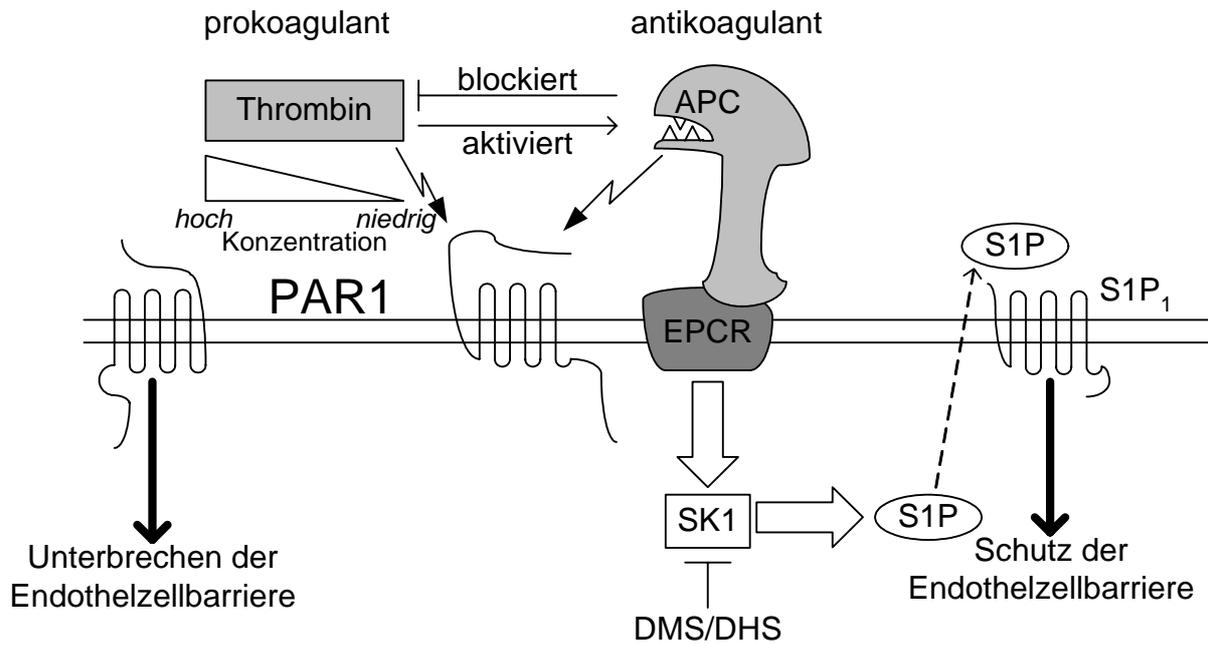 prokoagulant
antikoagulant
Thrombin
blockiert
aktiviert
APC
hoch
niedrig
Konzentration
PAR1
EPCR
S1P
S1P1
SK1
S1P
DMS/DHS
Unterbrechen der
Endothelzellbarriere
Schutz der
Endothelzellbarriere